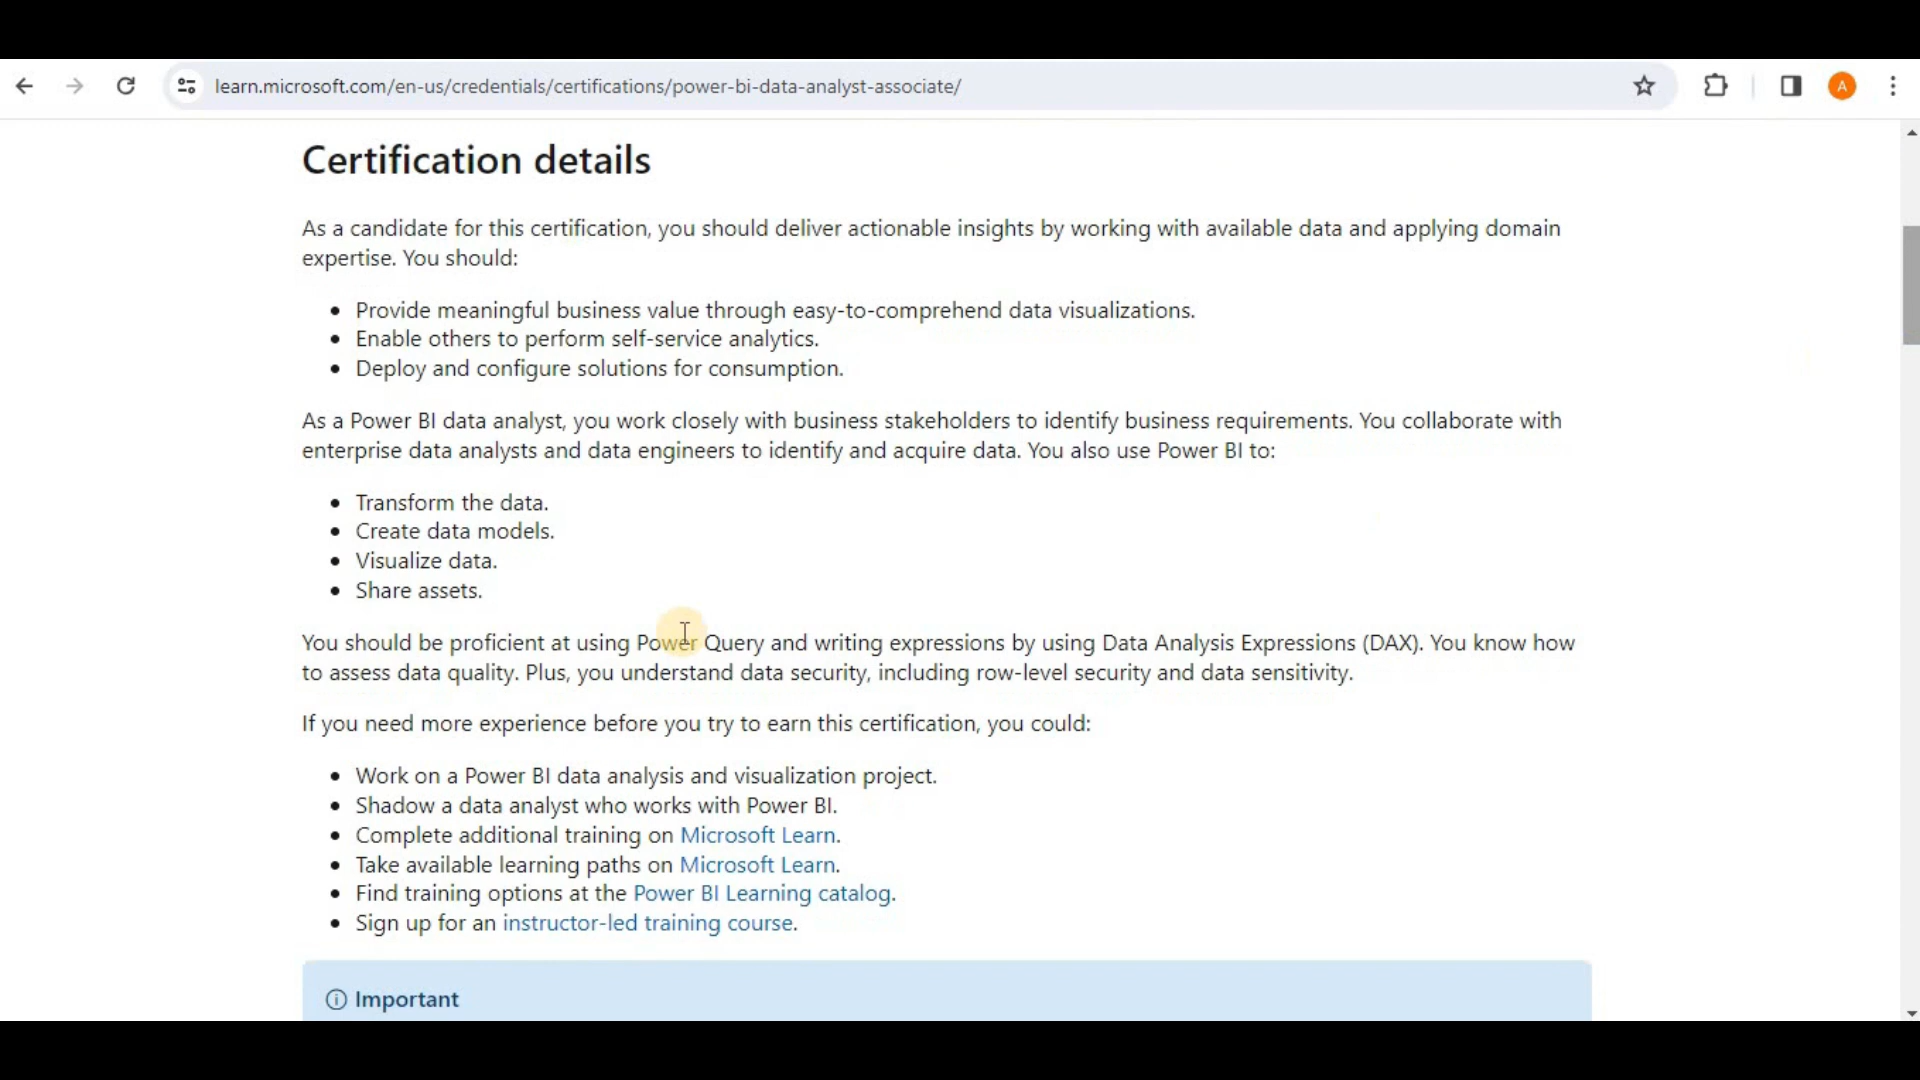 learn.microsoft.com/en-us/credentials/certifications/power-bi-data-analyst-associate/
A
Certification details
As a candidate for this certification, you should deliver actionable insights by working with available data and applying domain
expertise. You should:
• Provide meaningful business value through easy-to-comprehend data visualizations.
• Enable others to perform self-service analytics.
• Deploy and configure solutions for consumption.
As a Power BI data analyst, you work closely with business stakeholders to identify business requirements. You collaborate with
enterprise data analysts and data engineers to identify and acquire data. You also use Power BI to:
• Transform the data.
• Create data models.
• Visualize data.
• Share assets.
You should be proficient at using Power Query and writing expressions by using Data Analysis Expressions (DAX). You know how
to assess data quality. Plus, you understand data security, including row-level security and data sensitivity.
If you need more experience before you try to earn this certification, you could:
• Work on a Power BI data analysis and visualization project.
• Shadow a data analyst who works with Power BI.
• Complete additional training on Microsoft Learn.
• Take available learning paths on Microsoft Learn.
• Find training options at the Power BI Learning catalog.
• Sign up for an instructor-led training course.
Important